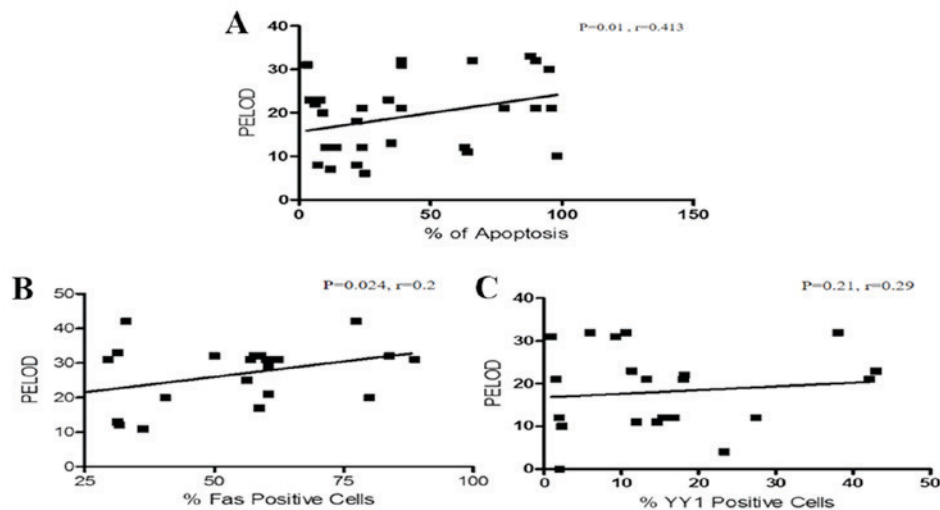 A
P=0.01 , r=0.413
40
30
20
10
0
PELOD
0 50 100 150
% of Apoptosis
B
P=0.024, r=0.2
50
40
30
20
10
0
PELOD
25 50 75 100
% Fas Positive Cells
C
P=0.21, r=0.29
40
30
20
10
0
PELOD
0 10 20 30 40 50
% YY1 Positive Cells